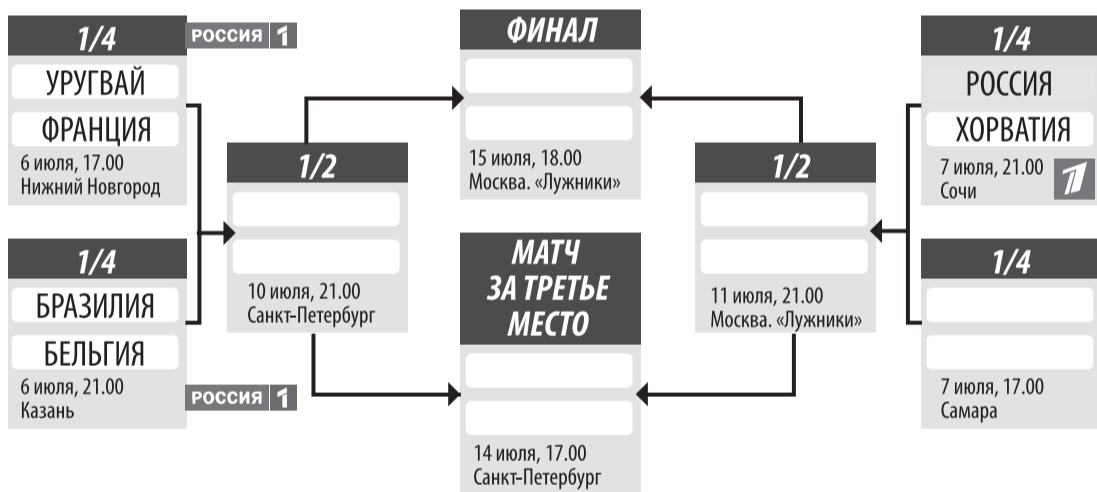 1/4
РОССИЯ 1
УРУГВАЙ
ФРАНЦИЯ
6 июля, 17.00
Нижний Новгород
1/4
БРАЗИЛИЯ
БЕЛЬГИЯ
6 июля, 21.00
Казань
РОССИЯ 1
1/2
10 июля, 21.00
Санкт-Петербург
ФИНАЛ
15 июля, 18.00
Москва. «Лужники»
МАТЧ
ЗА ТРЕТЬЕ
МЕСТО
14 июля, 17.00
Санкт-Петербург
1/2
11 июля, 21.00
Москва. «Лужники»
1/4
РОССИЯ
ХОРВАТИЯ
7 июля, 21.00
Сочи
1
1/4
7 июля, 17.00
Самара